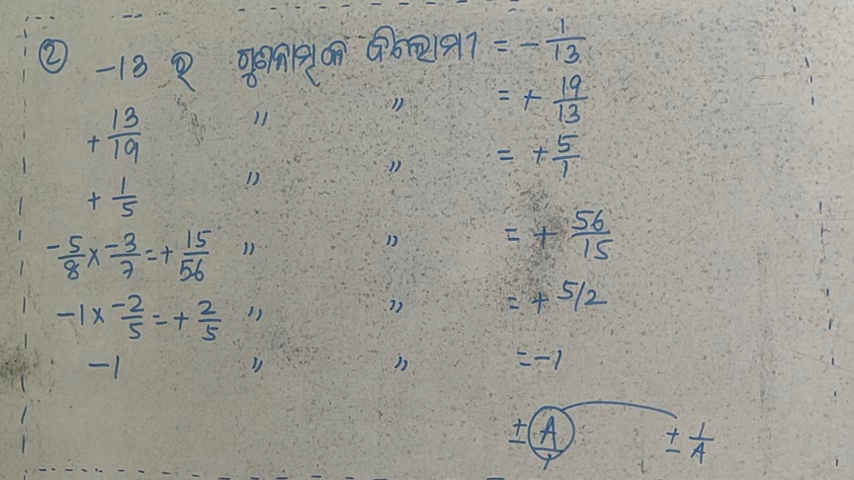 ② -13 ର ଗୁଣନାତ୍ମକ ବିଲୋମୀ = - 1/13
+ 13/19 " " = + 19/13
+ 1/5 " " = + 5/1
-5/8 × -3/7 = + 15/56 " " = + 56/15
-1 × -2/5 = + 2/5 " " = + 5/2
-1 " " = -1
± A/1 ± 1/A